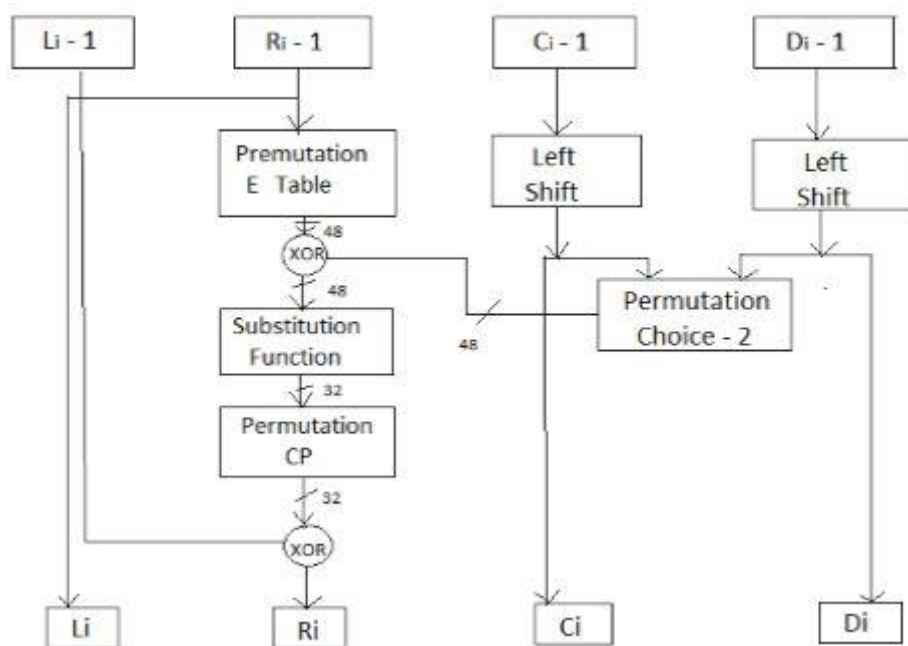 Li - 1
Ri - 1
Ci - 1
Di - 1
Premutation
E Table
Left
Shift
Left
Shift
48
XOR
48
Substitution
Function
Permutation
Choice - 2
48
32
Permutation
CP
32
XOR
Li
Ri
Ci
Di